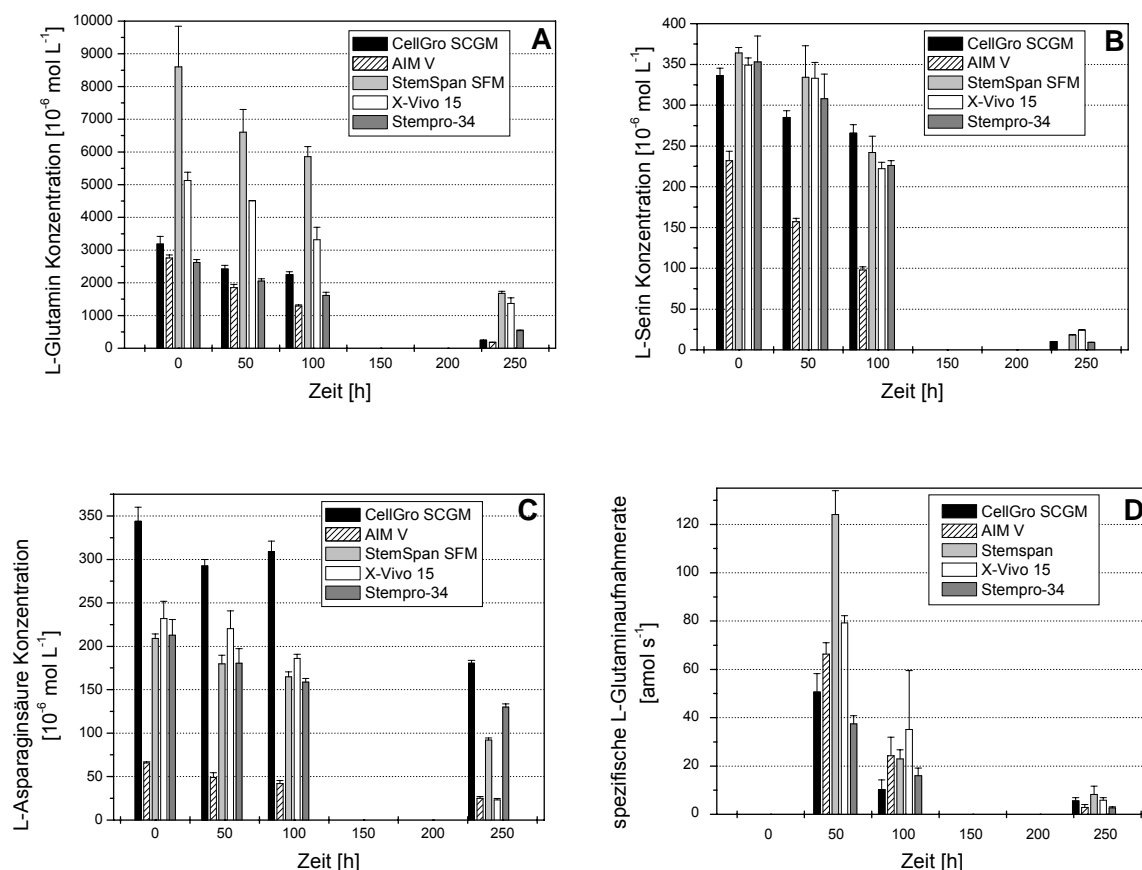 A
L-Glutamin Konzentration [10⁻⁶ mol L⁻¹]
10000
9000
8000
7000
6000
5000
4000
3000
2000
1000
0
CellGro SCGM
AIM V
StemSpan SFM
X-Vivo 15
Stempro-34
0 50 100 150 200 250
Zeit [h]
B
L-Serin Konzentration [10⁻⁶ mol L⁻¹]
400
350
300
250
200
150
100
50
0
CellGro SCGM
AIM V
StemSpan SFM
X-Vivo 15
Stempro-34
0 50 100 150 200 250
Zeit [h]
C
L-Asparaginsäure Konzentration
[10⁻⁶ mol L⁻¹]
350
300
250
200
150
100
50
0
CellGro SCGM
AIM V
StemSpan SFM
X-Vivo 15
Stempro-34
0 50 100 150 200 250
Zeit [h]
D
spezifische L-Glutaminaufnahmerate
[amol s⁻¹]
120
100
80
60
40
20
0
CellGro SCGM
AIM V
Stemspan
X-Vivo 15
Stempro-34
0 50 100 150 200 250
Zeit [h]